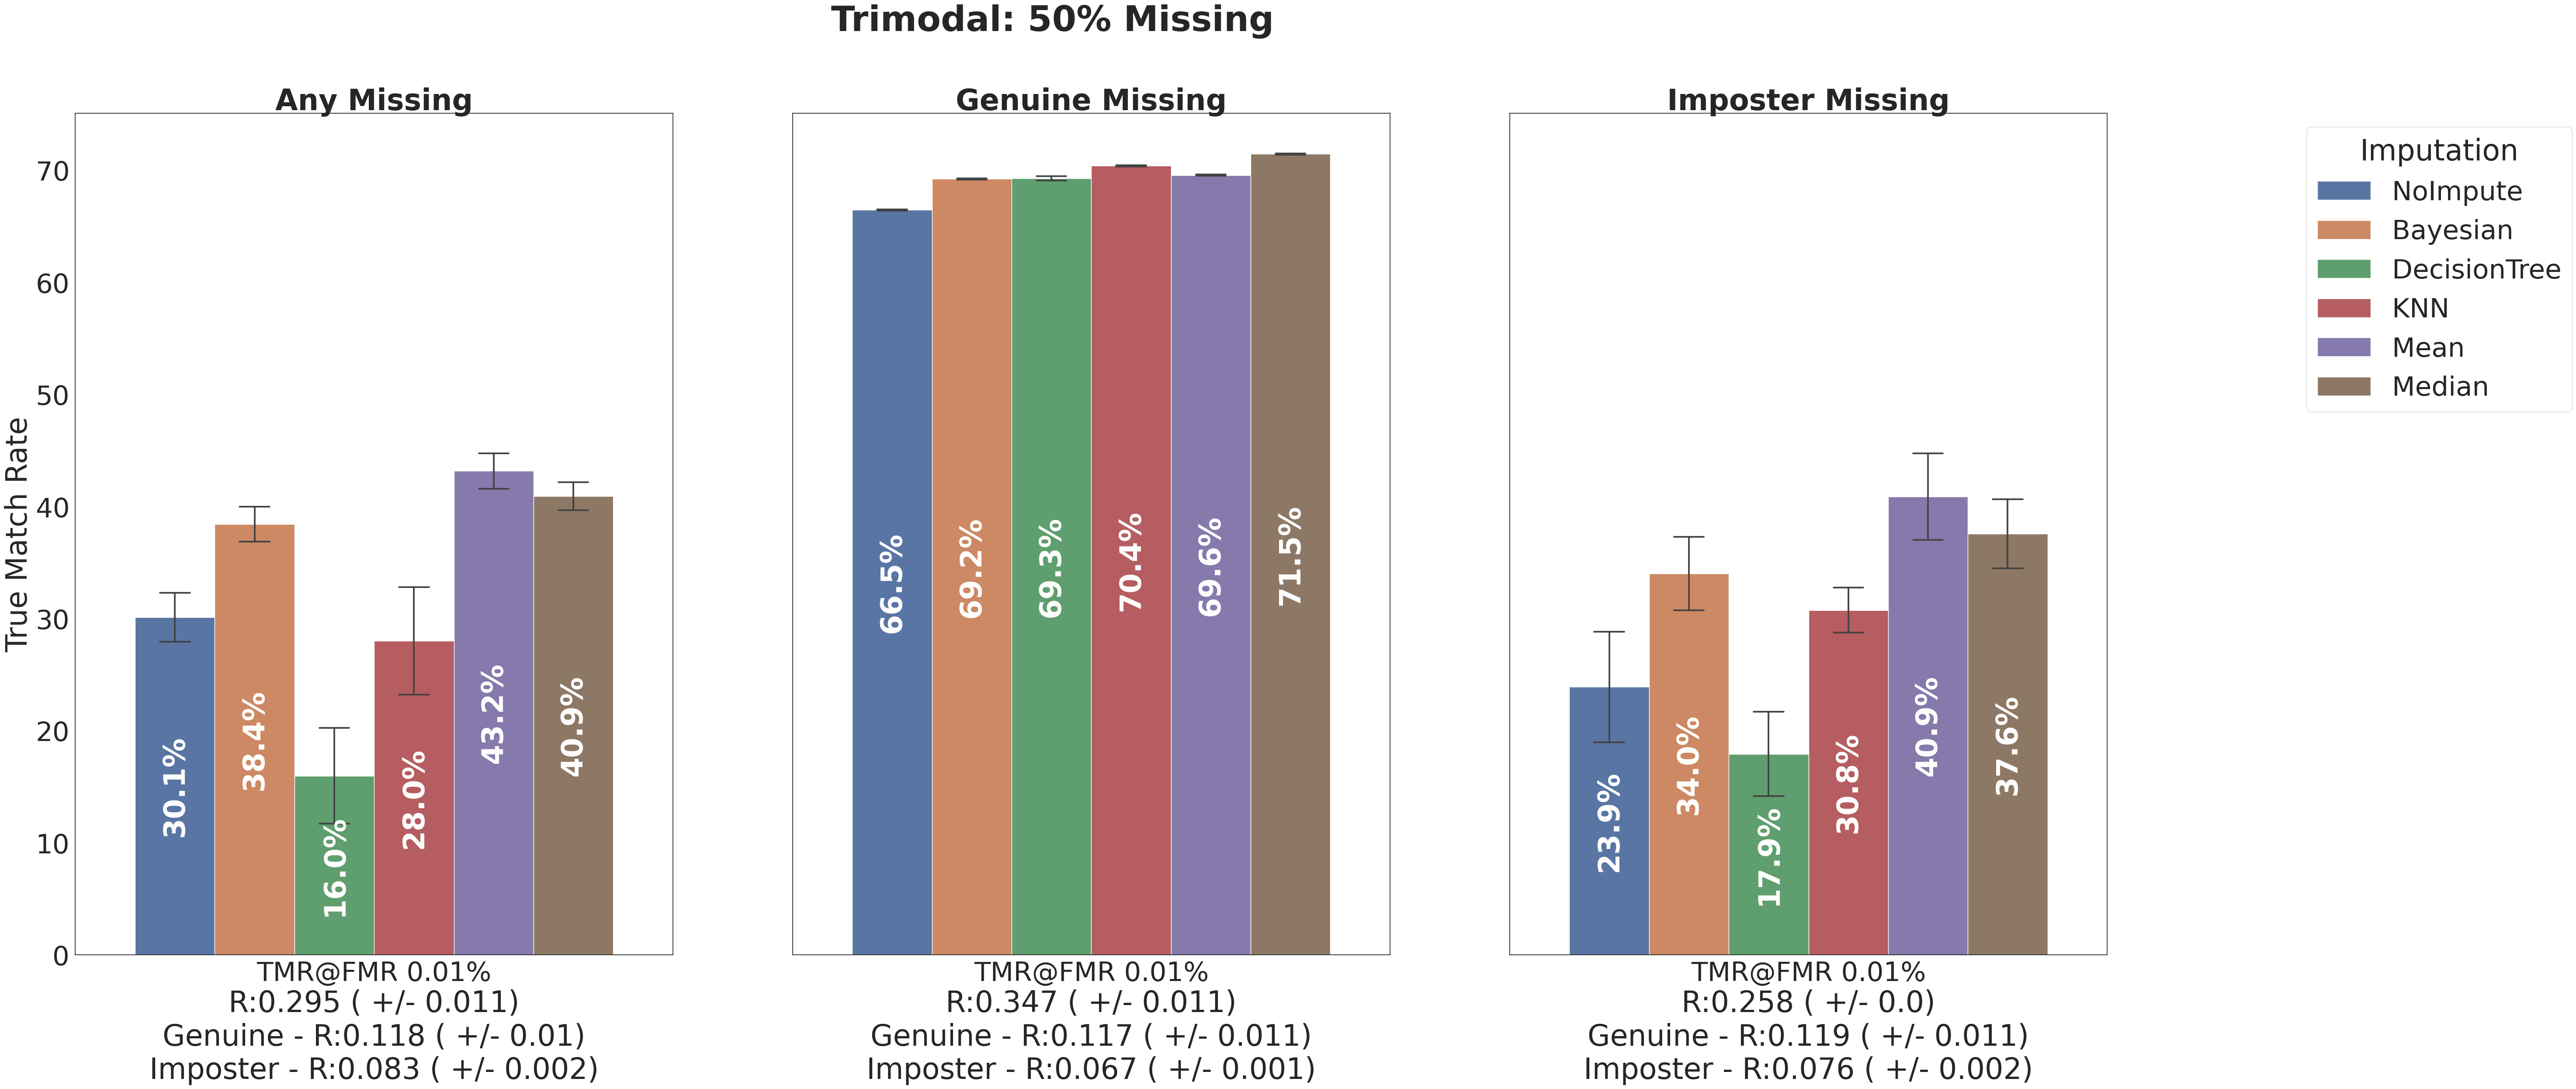 Trimodal: 50% Missing
Any Missing
Genuine Missing
Imposter Missing
True Match Rate
70
60
50
40
30
20
10
0
30.1%
38.4%
16.0%
28.0%
43.2%
40.9%
66.5%
69.2%
69.3%
70.4%
69.6%
71.5%
23.9%
34.0%
17.9%
30.8%
40.9%
37.6%
TMR@FMR 0.01%
R:0.295 ( +/- 0.011)
Genuine - R:0.118 ( +/- 0.01)
Imposter - R:0.083 ( +/- 0.002)
TMR@FMR 0.01%
R:0.347 ( +/- 0.011)
Genuine - R:0.117 ( +/- 0.011)
Imposter - R:0.067 ( +/- 0.001)
TMR@FMR 0.01%
R:0.258 ( +/- 0.0)
Genuine - R:0.119 ( +/- 0.011)
Imposter - R:0.076 ( +/- 0.002)
Imputation
NoImpute
Bayesian
DecisionTree
KNN
Mean
Median